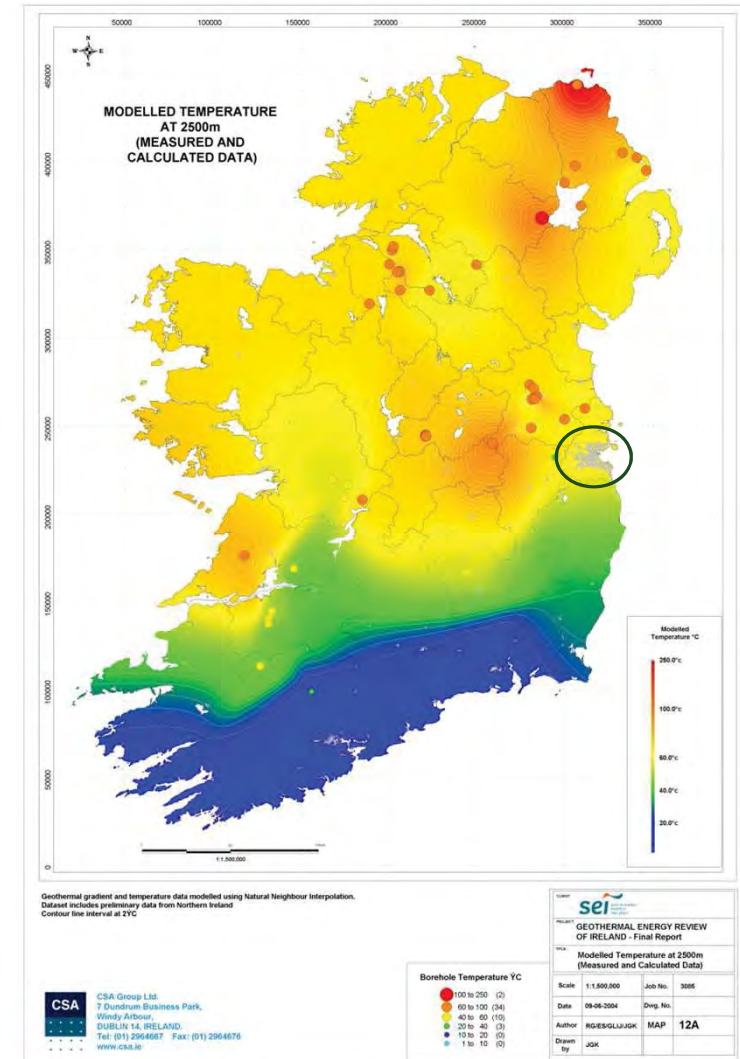 50000 100000 150000 200000 250000 300000 350000
450000
400000
350000
300000
250000
200000
150000
100000
50000
0
N
W E
S
MODELLED TEMPERATURE
AT 2500m
(MEASURED AND
CALCULATED DATA)
Modelled
Temperature °C
250.0°c
100.0°c
60.0°c
40.0°c
20.0°c
1:1,500,000
Geothermal gradient and temperature data modelled using Natural Neighbour Interpolation.
Dataset includes preliminary data from Northern Ireland
Contour line interval at 2ŸC
CSA
CSA Group Ltd.
7 Dundrum Business Park,
Windy Arbour,
DUBLIN 14, IRELAND.
Tel: (01) 2964667 Fax: (01) 2964676
www.csa.ie
Borehole Temperature ŸC
100 to 250 (2)
60 to 100 (34)
40 to 60 (10)
20 to 40 (3)
10 to 20 (0)
1 to 10 (0)
CLIENT
sei
PROJECT
GEOTHERMAL ENERGY REVIEW
OF IRELAND - Final Report
TITLE
Modelled Temperature at 2500m
(Measured and Calculated Data)
Scale 1:1,500,000 Job No. 3085
Date 09-06-2004 Dwg. No.
Author RG/ES/GLIJ/JGK MAP 12A
Drawn by JGK